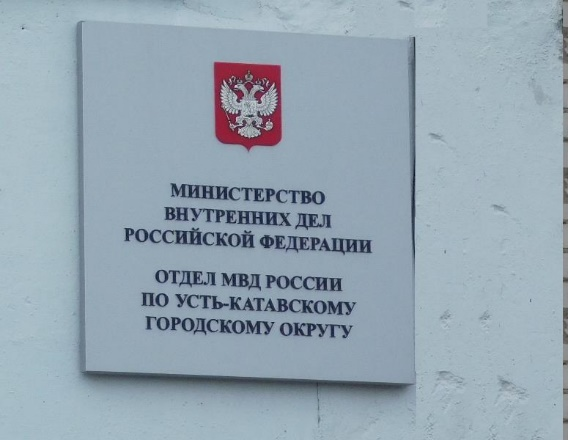 МИНИСТЕРСТВО
ВНУТРЕННИХ ДЕЛ
РОССИЙСКОЙ ФЕДЕРАЦИИ
ОТДЕЛ МВД РОССИИ
ПО УСТЬ-КАТАВСКОМУ
ГОРОДСКОМУ ОКРУГУ